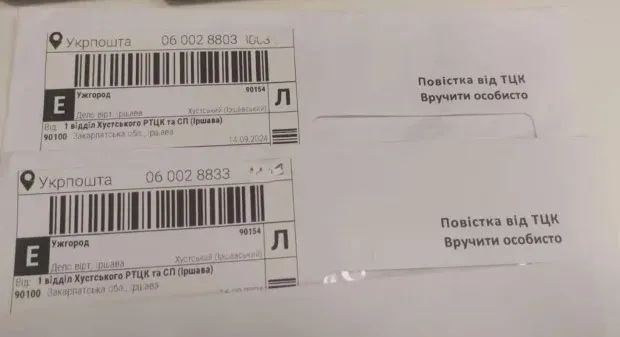 Укрпошта 06 002 8803
Повістка від ТЦК
Вручити особисто
Ужгород 90154
Е
Л
Депо вірт. Іршава Хустський (Іршавський)
Від: 1 відділ Хустського РТЦК та СП (Іршава)
90100 Закарпатська обл., Іршава 14.09.2024
Укрпошта 06 002 8833
Повістка від ТЦК
Вручити особисто
Ужгород 90154
Е
Л
Депо вірт. Іршава Хустський (Іршавський)
Від: 1 відділ Хустського РТЦК та СП (Іршава)
90100 Закарпатська обл., Іршава